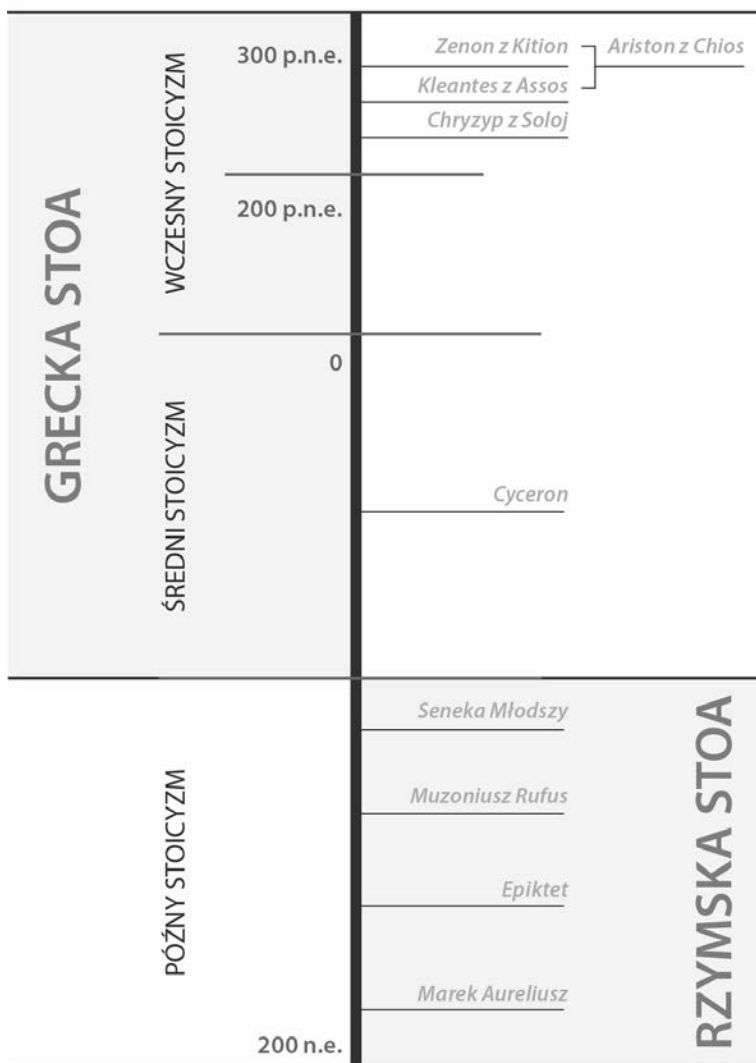 GRECKA STOA
WCZESNY STOICYZM
300 p.n.e.
Zenon z Kition
Ariston z Chios
Kleantes z Assos
Chryzyp z Soloj
200 p.n.e.
0
ŚREDNI STOICYZM
Cyceron
RZYMSKA STOA
PÓŹNY STOICYZM
Seneka Młodszy
Muzoniusz Rufus
Epiktet
Marek Aureliusz
200 n.e.